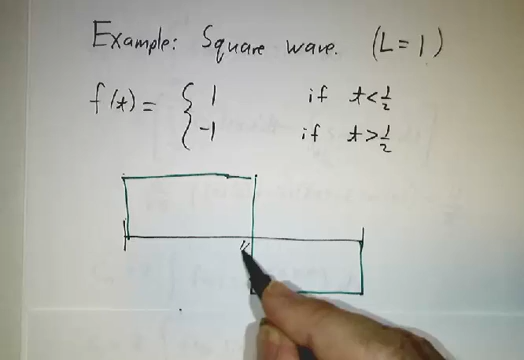 Example: Square wave. (L = 1)
f(t) = { 1 if t < 1/2
{ -1 if t > 1/2